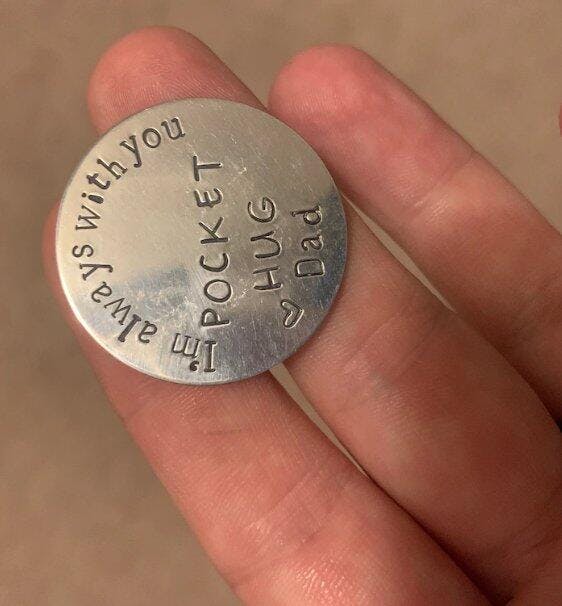 I'm always with you
POCKET
HUG
♡ Dad